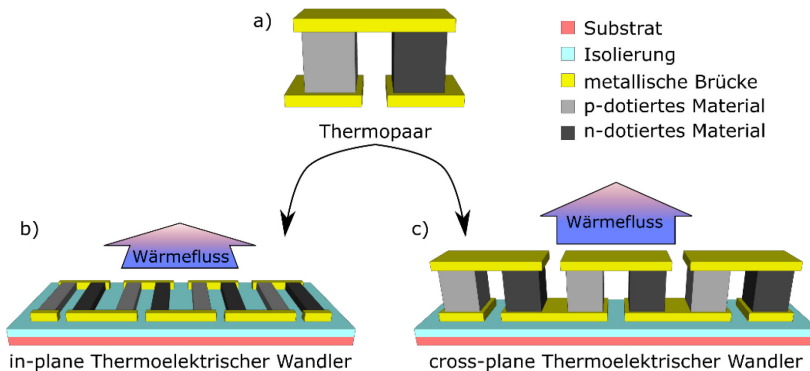 a)
Thermopaar
Substrat
Isolierung
metallische Brücke
p-dotiertes Material
n-dotiertes Material
b)
Wärmefluss
in-plane Thermoelektrischer Wandler
c)
Wärmefluss
cross-plane Thermoelektrischer Wandler